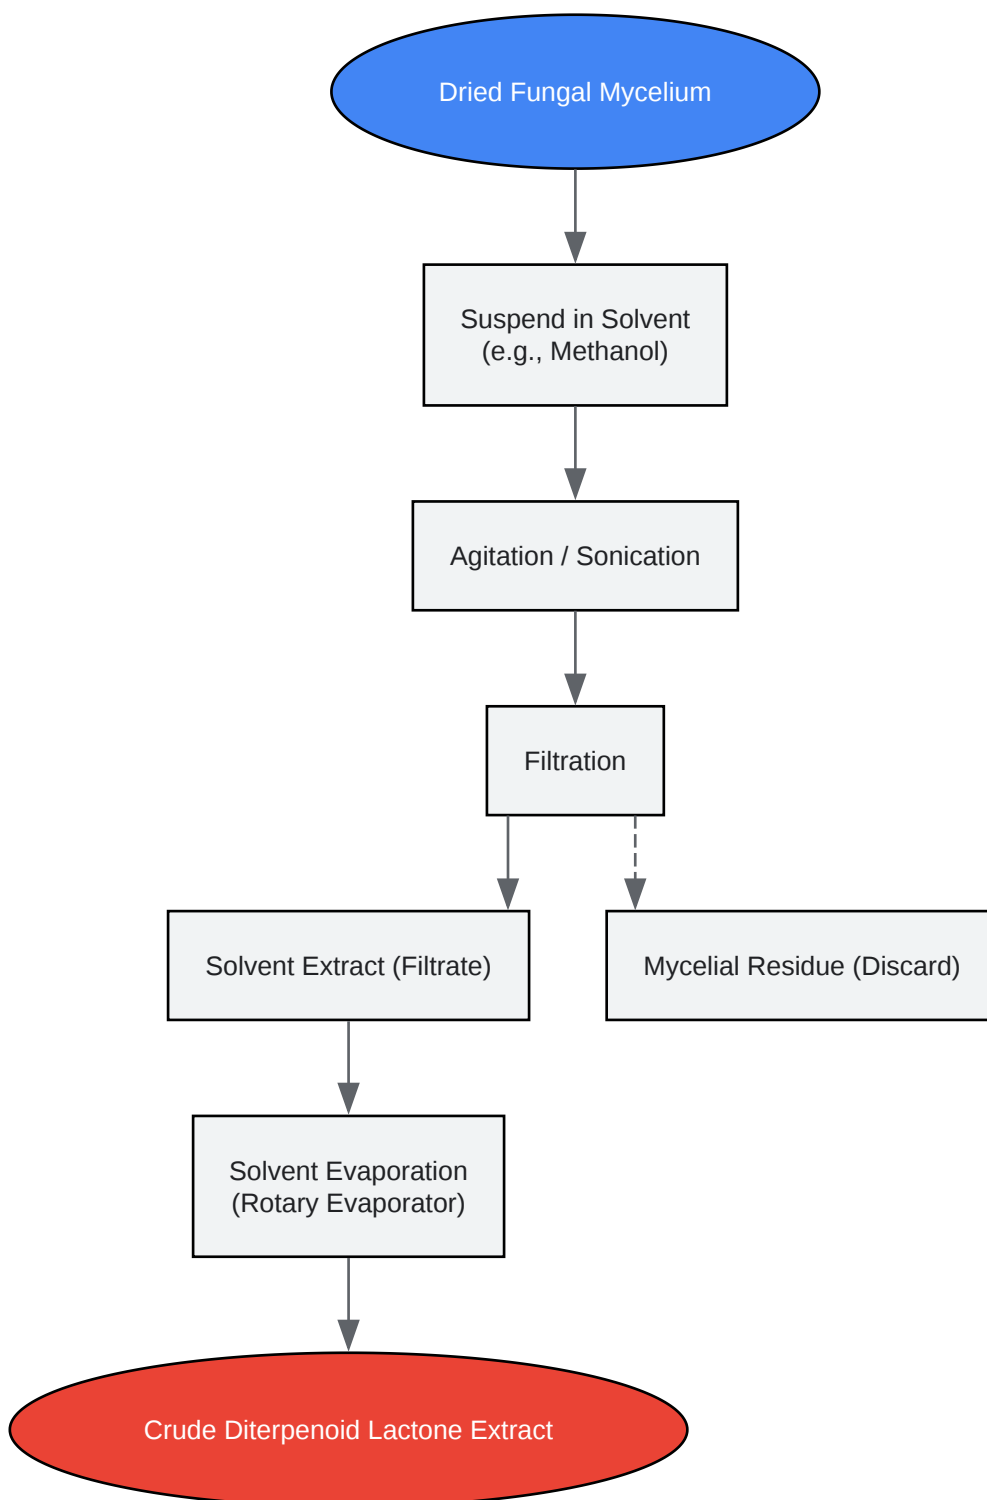 Dried Fungal Mycelium
Suspend in Solvent
(e.g., Methanol)
Agitation / Sonication
Filtration
Solvent Extract (Filtrate)
Mycelial Residue (Discard)
Solvent Evaporation
(Rotary Evaporator)
Crude Diterpenoid Lactone Extract